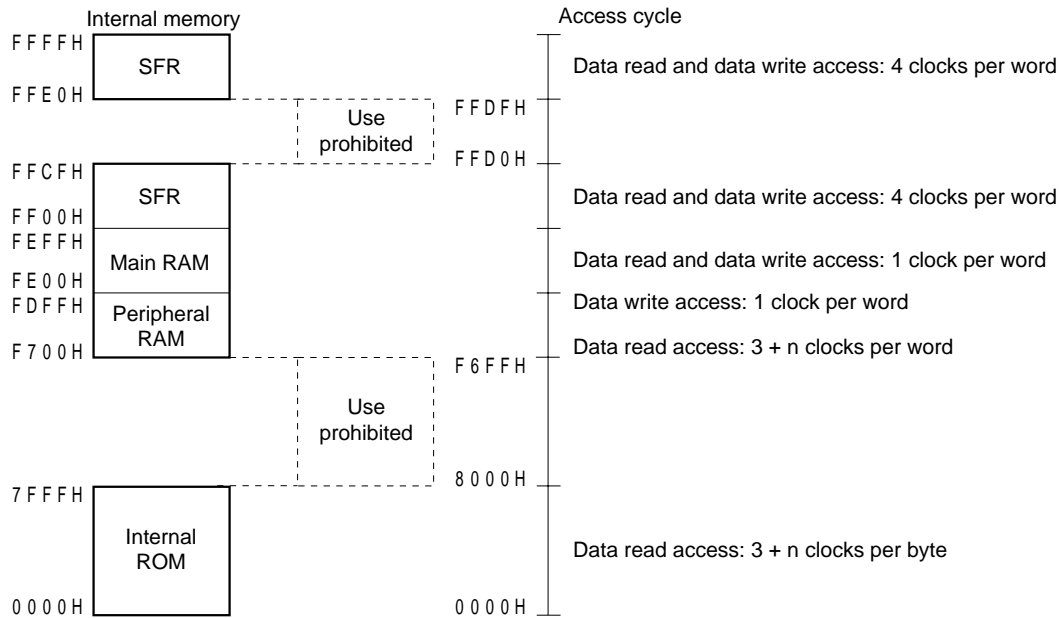 Internal memory
Access cycle
FFFFH
SFR
Data read and data write access: 4 clocks per word
FFE0H
FFDFH
Use
prohibited
FFD0H
FFCFH
SFR
Data read and data write access: 4 clocks per word
FF00H
FEFFH
Main RAM
Data read and data write access: 1 clock per word
FE00H
FDFFH
Data write access: 1 clock per word
Peripheral
RAM
F700H
Data read access: 3 + n clocks per word
F6FFH
Use
prohibited
8000H
7FFFH
Internal
ROM
Data read access: 3 + n clocks per byte
0000H
0000H